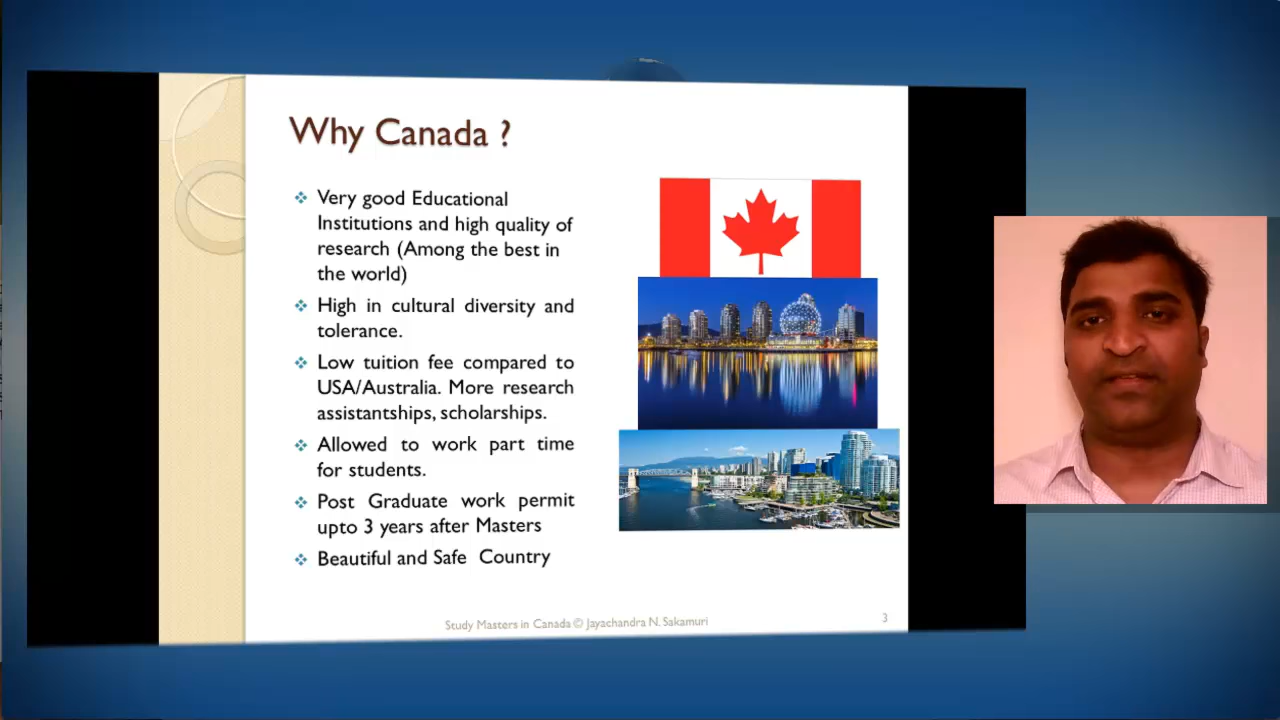 Why Canada ?
Very good Educational
Institutions and high quality of
research (Among the best in
the world)
High in cultural diversity and
tolerance.
Low tuition fee compared to
USA/Australia. More research
assistantships, scholarships.
Allowed to work part time
for students.
Post Graduate work permit
upto 3 years after Masters
Beautiful and Safe Country
Study Masters in Canada © Jayachandra N. Sakamuri
3